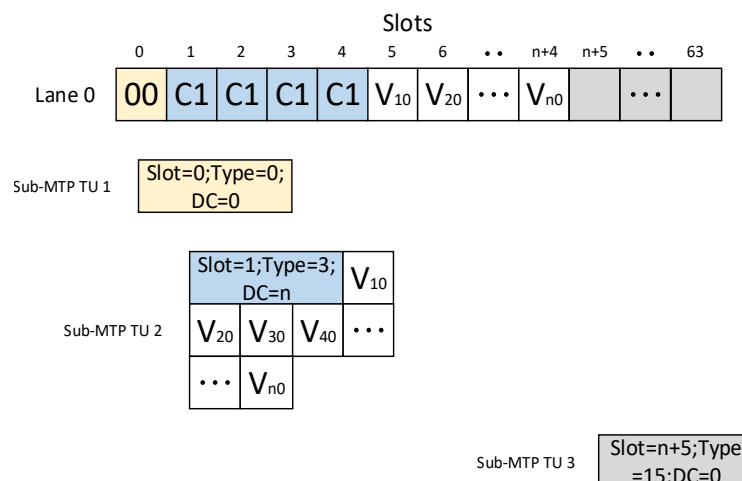 Slots
0 1 2 3 4 5 6 •• n+4 n+5 •• 63
Lane 0 00 C1 C1 C1 C1 V10 V20 ··· Vn0 ···
Sub-MTP TU 1
Slot=0;Type=0;
DC=0
Slot=1;Type=3;
DC=n
V10
Sub-MTP TU 2
V20 V30 V40 ···
··· Vn0
Sub-MTP TU 3
Slot=n+5;Type
=15;DC=0